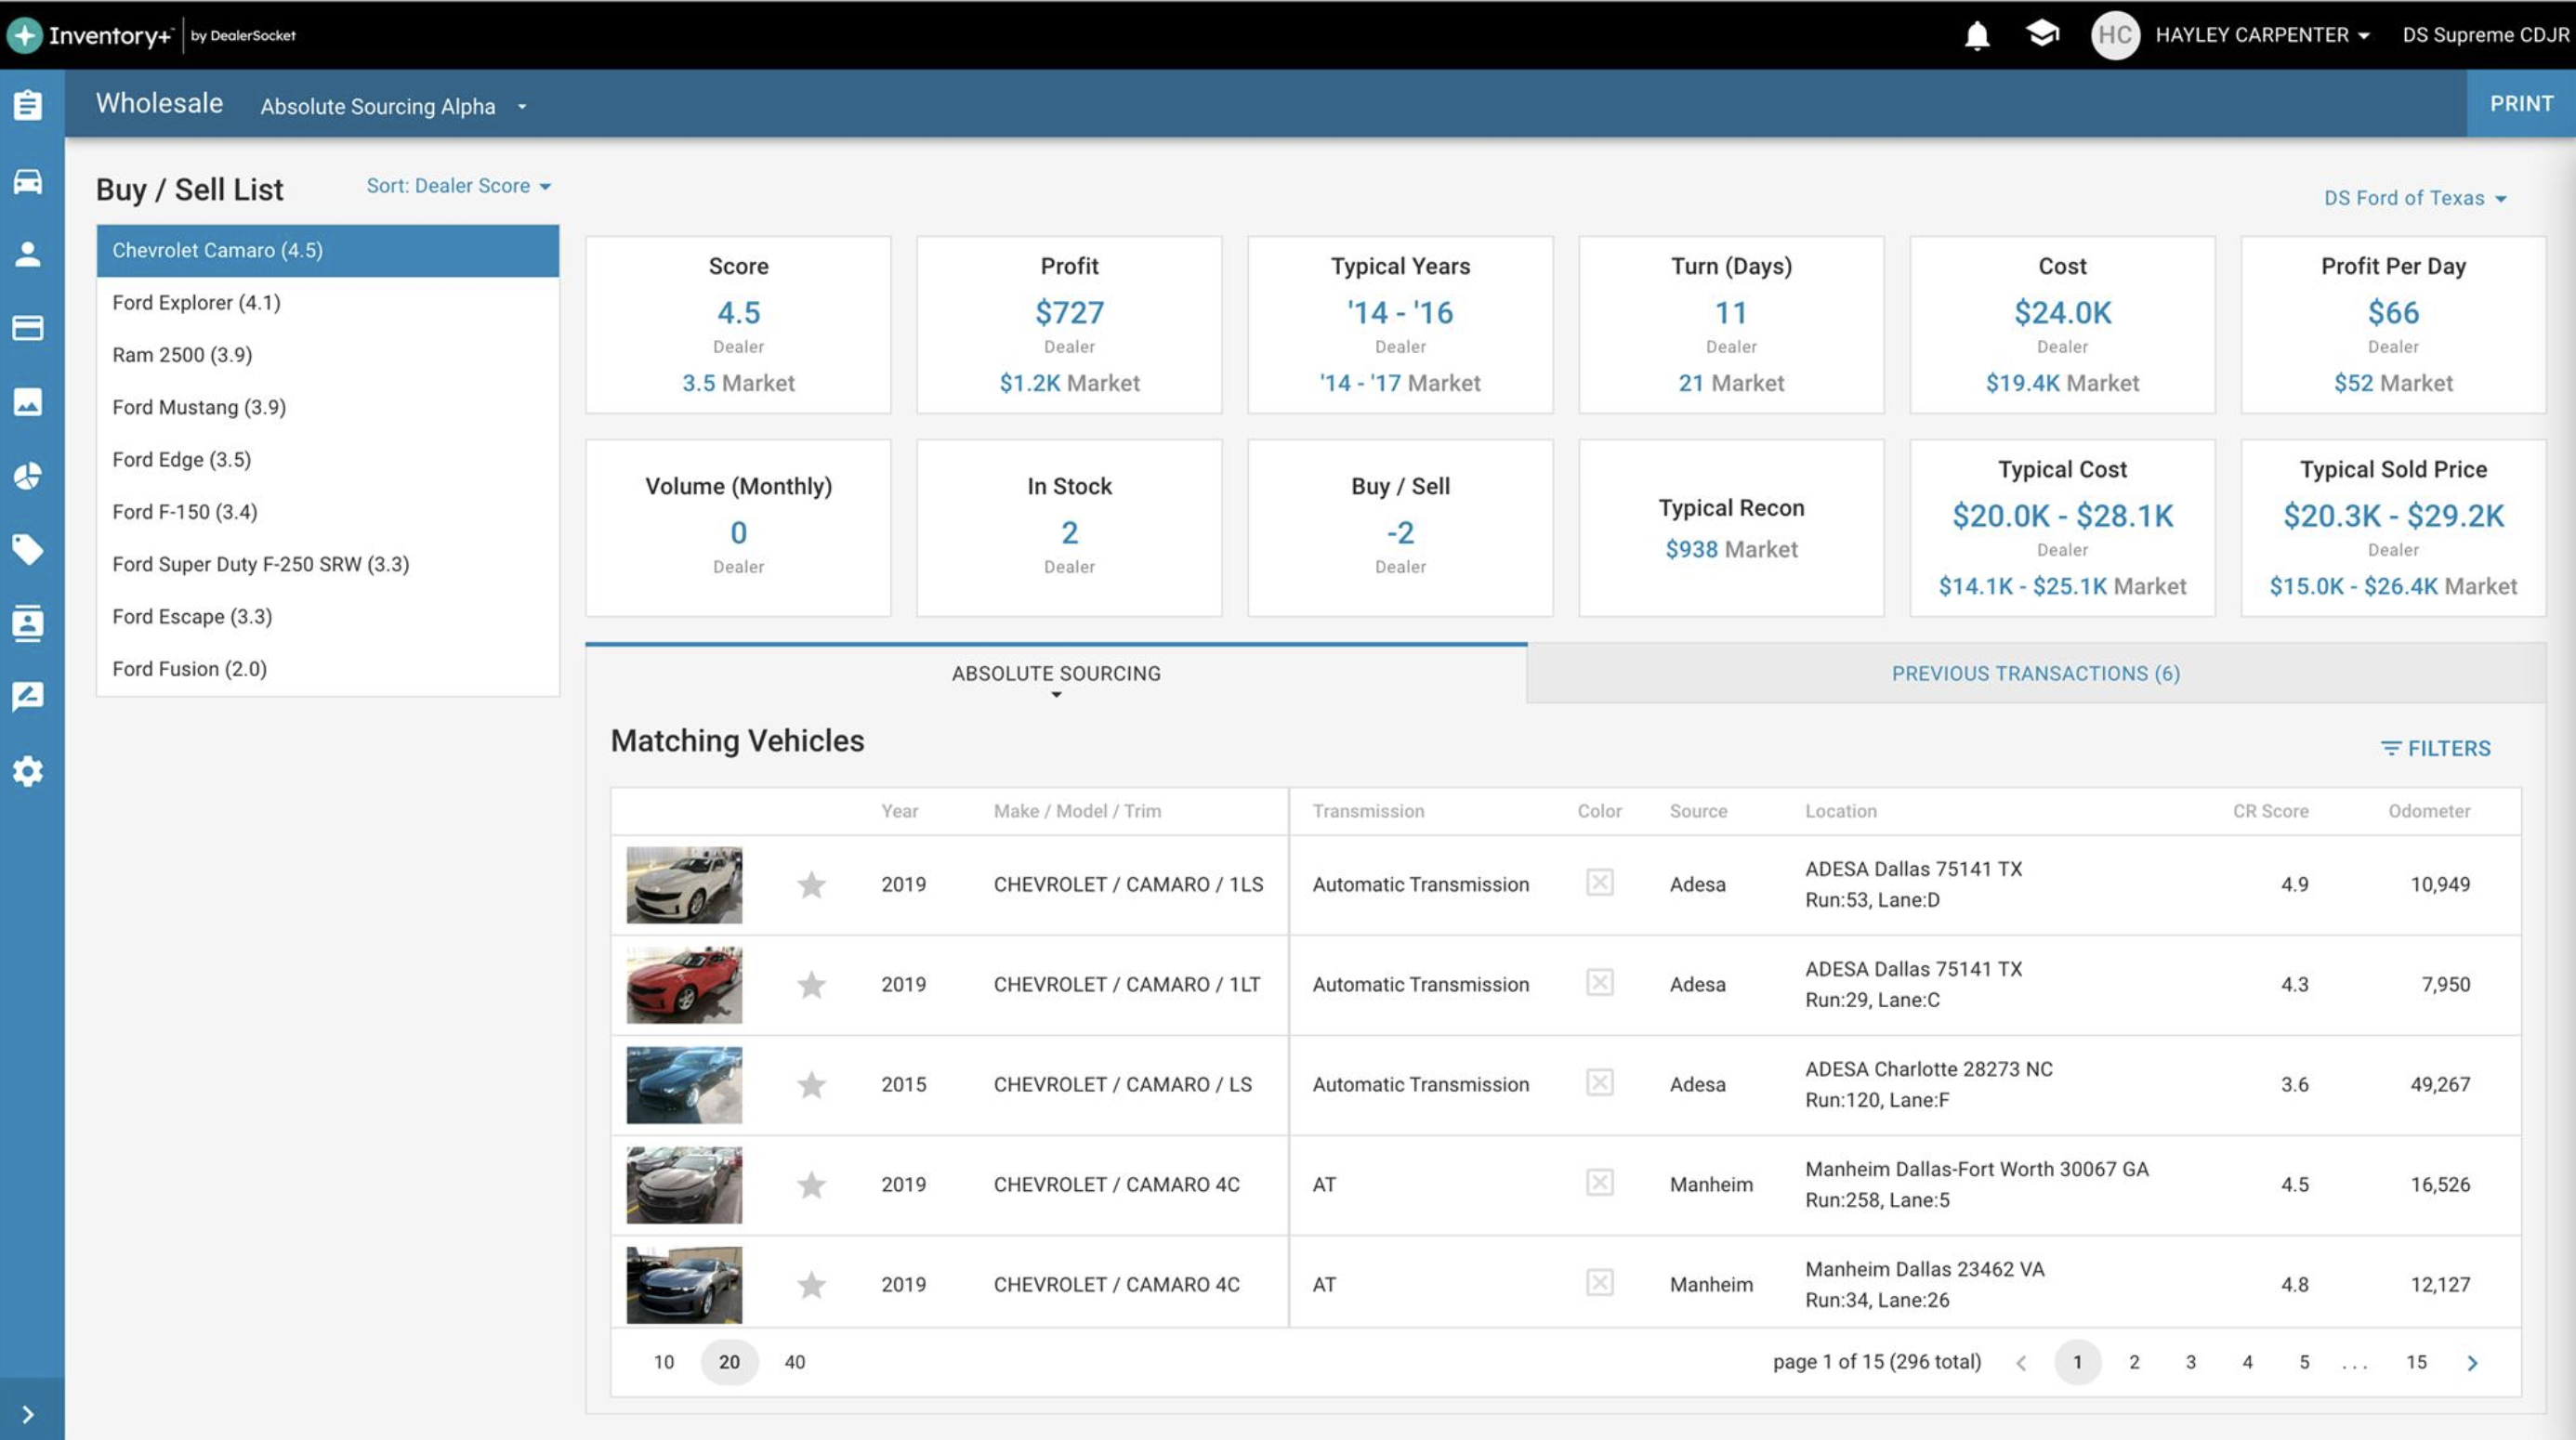 Inventory+™ by DealerSocket
HC HAYLEY CARPENTER DS Supreme CDJR
Wholesale Absolute Sourcing Alpha PRINT
Buy / Sell List Sort: Dealer Score
DS Ford of Texas
Chevrolet Camaro (4.5)
Ford Explorer (4.1)
Ram 2500 (3.9)
Ford Mustang (3.9)
Ford Edge (3.5)
Ford F-150 (3.4)
Ford Super Duty F-250 SRW (3.3)
Ford Escape (3.3)
Ford Fusion (2.0)
Score
4.5
Dealer
3.5 Market
Profit
$727
Dealer
$1.2K Market
Typical Years
'14 - '16
Dealer
'14 - '17 Market
Turn (Days)
11
Dealer
21 Market
Cost
$24.0K
Dealer
$19.4K Market
Profit Per Day
$66
Dealer
$52 Market
Volume (Monthly)
0
Dealer
In Stock
2
Dealer
Buy / Sell
-2
Dealer
Typical Recon
$938 Market
Typical Cost
$20.0K - $28.1K
Dealer
$14.1K - $25.1K Market
Typical Sold Price
$20.3K - $29.2K
Dealer
$15.0K - $26.4K Market
ABSOLUTE SOURCING PREVIOUS TRANSACTIONS (6)
Matching Vehicles FILTERS
Year Make / Model / Trim Transmission Color Source Location CR Score Odometer
2019 CHEVROLET / CAMARO / 1LS Automatic Transmission Adesa ADESA Dallas 75141 TX 4.9 10,949
Run:53, Lane:D
2019 CHEVROLET / CAMARO / 1LT Automatic Transmission Adesa ADESA Dallas 75141 TX 4.3 7,950
Run:29, Lane:C
2015 CHEVROLET / CAMARO / LS Automatic Transmission Adesa ADESA Charlotte 28273 NC 3.6 49,267
Run:120, Lane:F
2019 CHEVROLET / CAMARO 4C AT Manheim Manheim Dallas-Fort Worth 30067 GA 4.5 16,526
Run:258, Lane:5
2019 CHEVROLET / CAMARO 4C AT Manheim Manheim Dallas 23462 VA 4.8 12,127
Run:34, Lane:26
10 20 40 page 1 of 15 (296 total) 1 2 3 4 5 ... 15